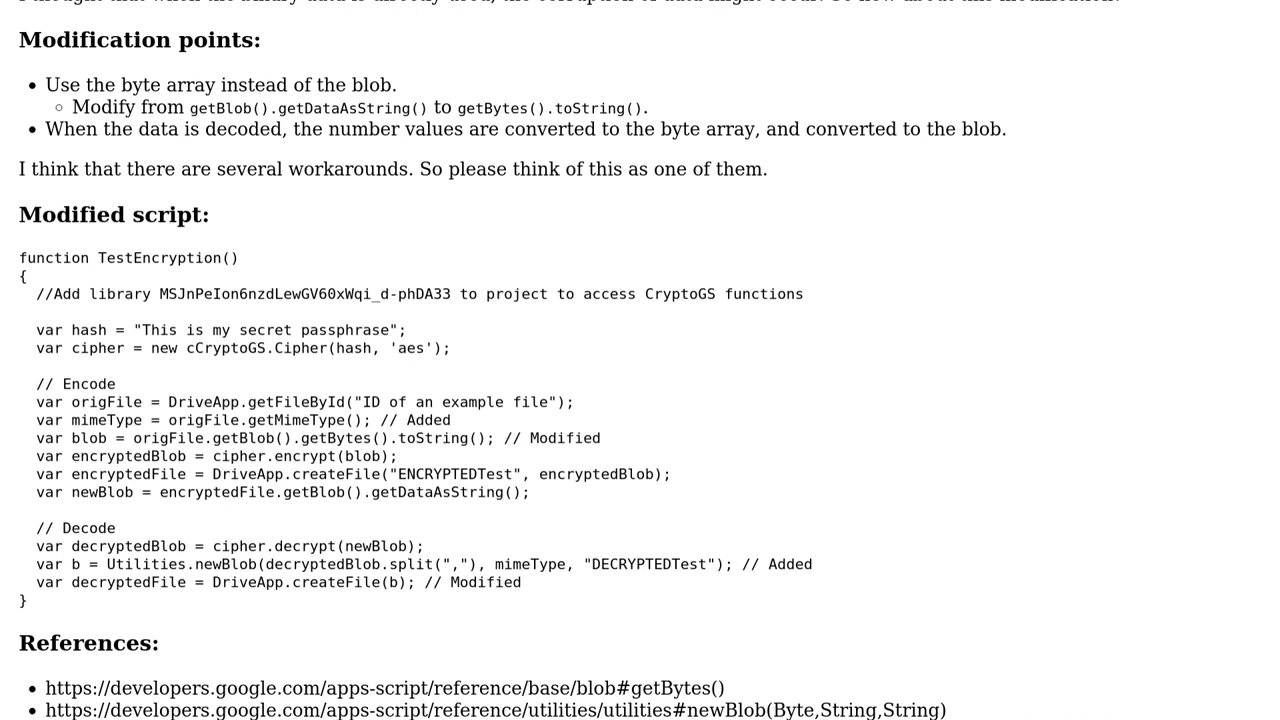 Modification points:
Use the byte array instead of the blob.
Modify from getBlob().getDataAsString() to getBytes().toString().
When the data is decoded, the number values are converted to the byte array, and converted to the blob.
I think that there are several workarounds. So please think of this as one of them.
Modified script:
function TestEncryption()
{
//Add library MSJnPeIon6nzdLewGV60xWqi_d-phDA33 to project to access CryptoGS functions
var hash = "This is my secret passphrase";
var cipher = new cCryptoGS.Cipher(hash, 'aes');
// Encode
var origFile = DriveApp.getFileById("ID of an example file");
var mimeType = origFile.getMimeType(); // Added
var blob = origFile.getBlob().getBytes().toString(); // Modified
var encryptedBlob = cipher.encrypt(blob);
var encryptedFile = DriveApp.createFile("ENCRYPTEDTest", encryptedBlob);
var newBlob = encryptedFile.getBlob().getDataAsString();
// Decode
var decryptedBlob = cipher.decrypt(newBlob);
var b = Utilities.newBlob(decryptedBlob.split(","), mimeType, "DECRYPTEDTest"); // Added
var decryptedFile = DriveApp.createFile(b); // Modified
}
References:
https://developers.google.com/apps-script/reference/base/blob#getBytes()
https://developers.google.com/apps-script/reference/utilities/utilities#newBlob(Byte,String,String)